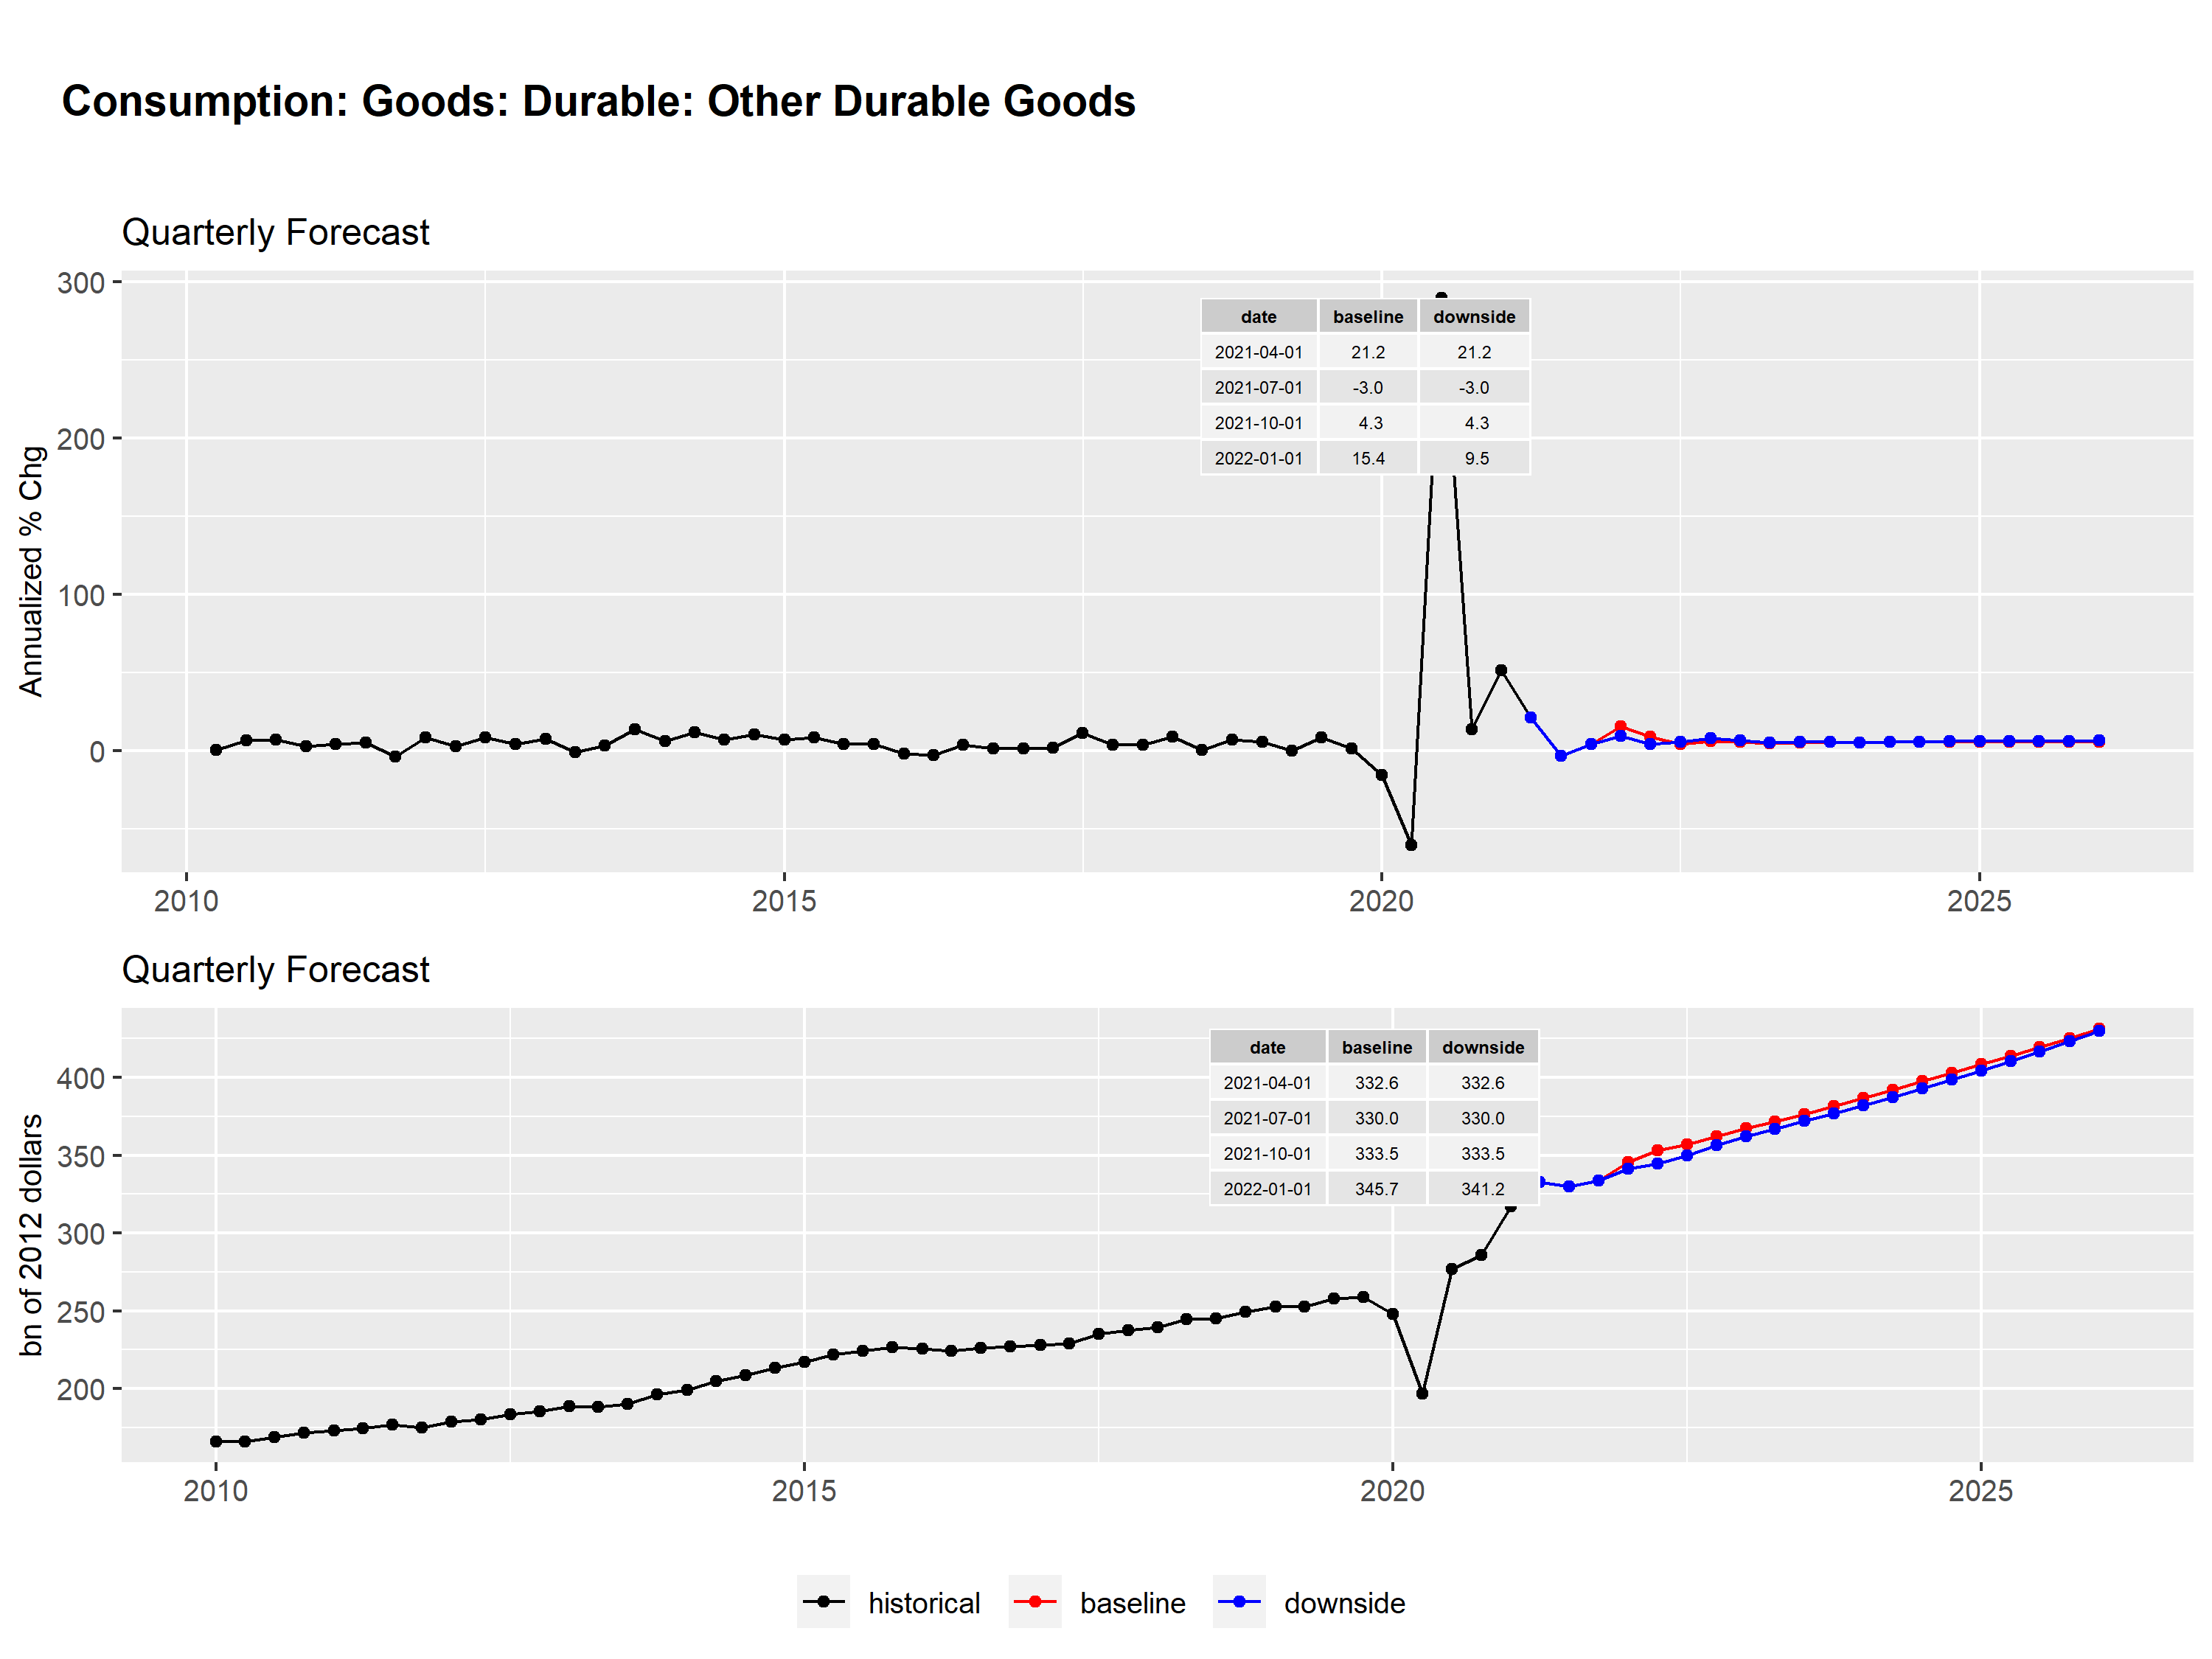 Consumption: Goods: Durable: Other Durable Goods
Quarterly Forecast
Annualized % Chg
300
200
100
0
date baseline downside
2021-04-01 21.2 21.2
2021-07-01 -3.0 -3.0
2021-10-01 4.3 4.3
2022-01-01 15.4 9.5
2010 2015 2020 2025
Quarterly Forecast
bn of 2012 dollars
400
350
300
250
200
date baseline downside
2021-04-01 332.6 332.6
2021-07-01 330.0 330.0
2021-10-01 333.5 333.5
2022-01-01 345.7 341.2
2010 2015 2020 2025
historical baseline downside